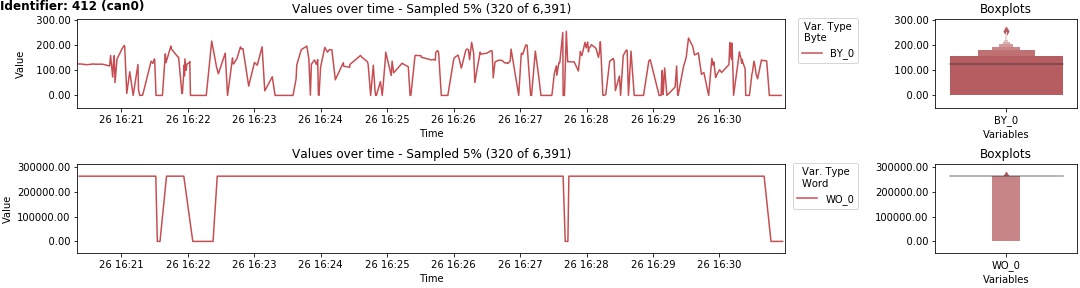 Identifier: 412 (can0)
Values over time - Sampled 5% (320 of 6,391)
Boxplots
300.00
200.00
100.00
0.00
Value
26 16:21 26 16:22 26 16:23 26 16:24 26 16:25 26 16:26 26 16:27 26 16:28 26 16:29 26 16:30
Time
Var. Type
Byte
BY_0
300.00
200.00
100.00
0.00
BY_0
Variables
Values over time - Sampled 5% (320 of 6,391)
Boxplots
300000.00
200000.00
100000.00
0.00
Value
26 16:21 26 16:22 26 16:23 26 16:24 26 16:25 26 16:26 26 16:27 26 16:28 26 16:29 26 16:30
Time
Var. Type
Word
WO_0
300000.00
200000.00
100000.00
0.00
WO_0
Variables